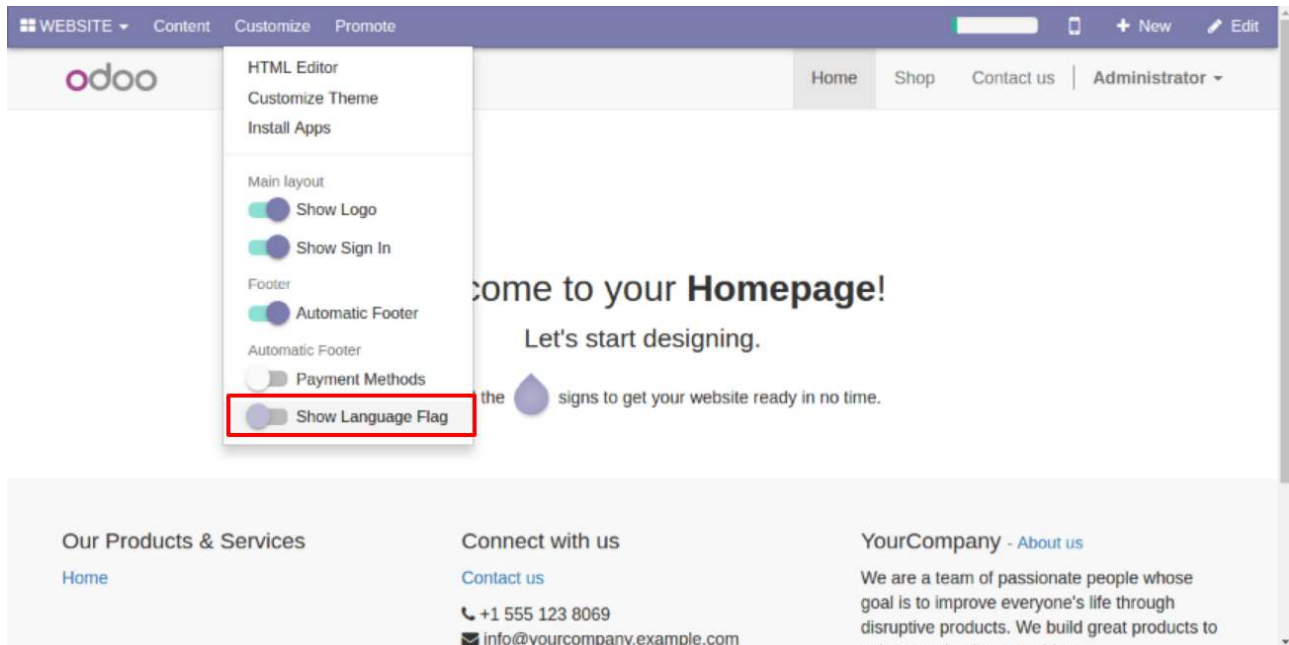 WEBSITE Content Customize Promote + New Edit
odoo Home Shop Contact us Administrator
HTML Editor
Customize Theme
Install Apps
Main layout
Show Logo
Show Sign In
Footer
Automatic Footer
Automatic Footer
Payment Methods
Show Language Flag
come to your Homepage!
Let's start designing.
the signs to get your website ready in no time.
Our Products & Services
Home
Connect with us
Contact us
+1 555 123 8069
info@yourcompany.example.com
YourCompany - About us
We are a team of passionate people whose
goal is to improve everyone's life through
disruptive products. We build great products to